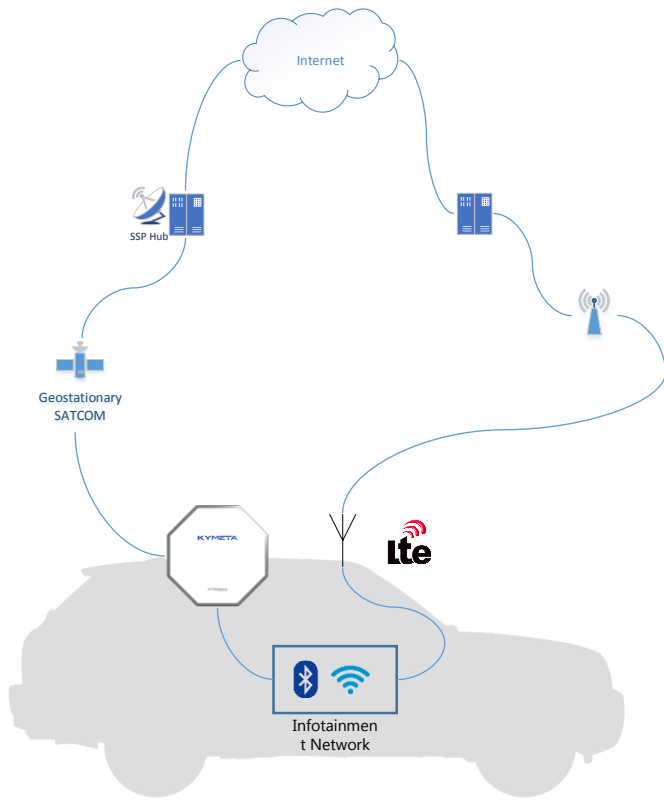 Internet
SSP Hub
Geostationary
SATCOM
KYMETA
Lte
Infotainmen
t Network